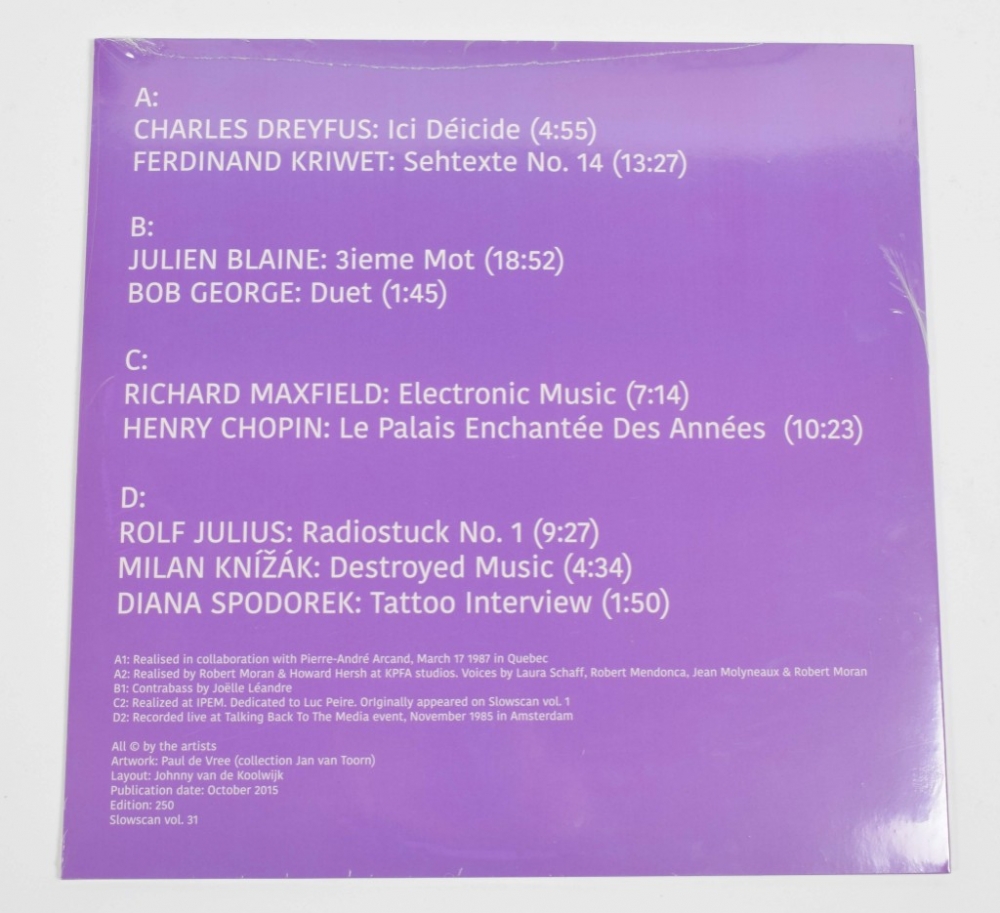 A:
CHARLES DREYFUS: Ici Déicide (4:55)
FERDINAND KRIWET: Sehtexte No. 14 (13:27)
B:
JULIEN BLAINE: 3ieme Mot (18:52)
BOB GEORGE: Duet (1:45)
C:
RICHARD MAXFIELD: Electronic Music (7:14)
HENRY CHOPIN: Le Palais Enchantée Des Années (10:23)
D:
ROLF JULIUS: Radiostuck No. 1 (9:27)
MILAN KNÍŽÁK: Destroyed Music (4:34)
DIANA SPODOREK: Tattoo Interview (1:50)
A1: Realised in collaboration with Pierre-André Arcand, March 17 1987 in Quebec
A2: Realised by Robert Moran & Howard Hersh at KPFA studios. Voices by Laura Schaff, Robert Mendonca, Jean Molyneaux & Robert Moran
B1: Contrabass by Joëlle Léandre
C2: Realized at IPEM. Dedicated to Luc Peire. OrIginally appeared on Slowscan vol. 1
D2: Recorded live at Talking Back To The Media event, November 1985 in Amsterdam
All © by the artists
Artwork: Paul de Vree (collection Jan van Toorn)
Layout: Johnny van de Koolwijk
Publication date: October 2015
Edition: 250
Slowscan vol. 31